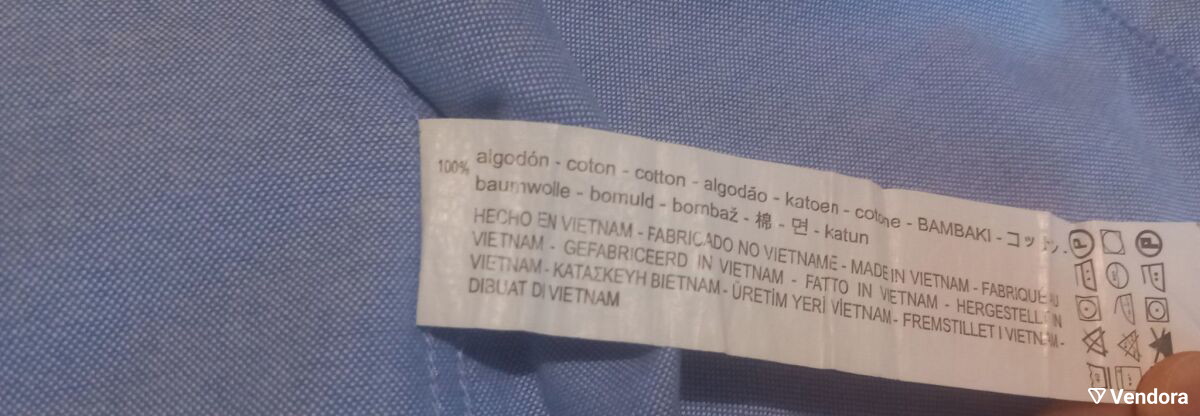 100% algodón - coton - cotton - algodão - katoen - cotone - BAMBAKI - コットン -
baumwolle - bomuld - bombaž - 棉 - 면 - katun
HECHO EN VIETNAM - FABRICADO NO VIETNAME - MADE IN VIETNAM - FABRIQUÉ AU
VIETNAM - GEFABRICEERD IN VIETNAM - FATTO IN VIETNAM - HERGESTELLT IN
VIETNAM - ΚΑΤΑΣΚΕΥΗ ΒΙΕΤΝΑΜ - ÜRETİM YERİ VİETNAM - FREMSTILLET I VIETNAM -
DIBUAT DI VIETNAM
P P
Vendora